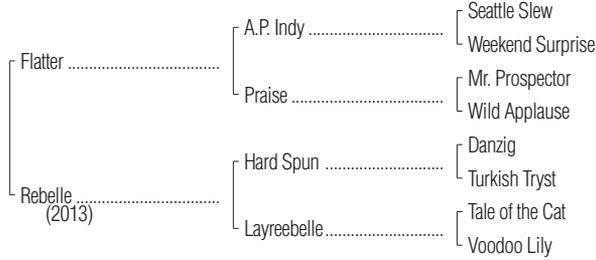 Seattle Slew
A.P. Indy ..................................
Weekend Surprise
Flatter ......................................
Mr. Prospector
Praise ......................................
Wild Applause
Danzig
Hard Spun ..............................
Turkish Tryst
Rebelle ....................................
(2013)
Tale of the Cat
Layreebelle.............................
Voodoo Lily